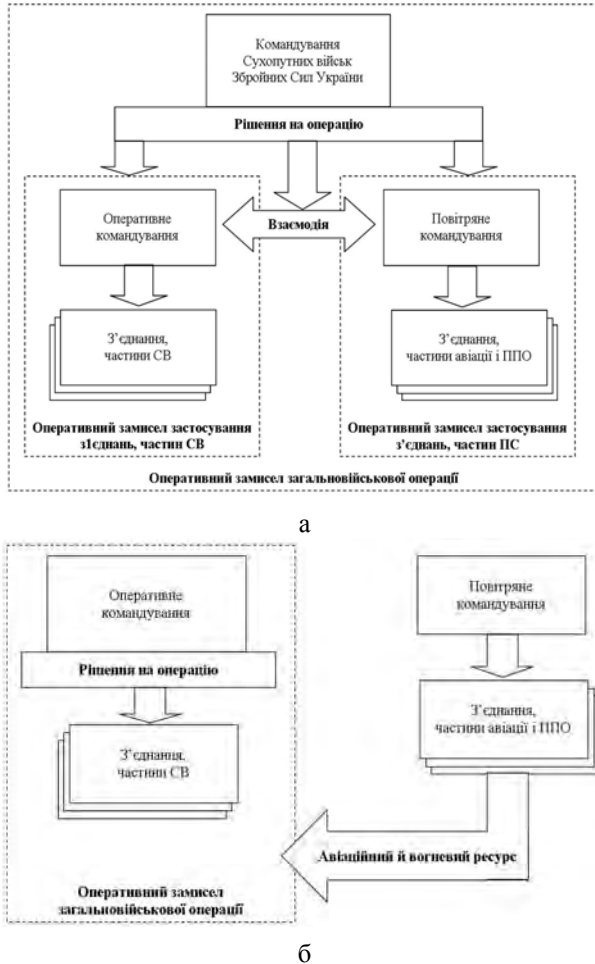 Командування
Сухопутних військ
Збройних Сил України
Рішення на операцію
Оперативне
командування
Взаємодія
Повітряне
командування
З’єднання,
частини СВ
З’єднання,
частини авіації і ППО
Оперативний замисел застосування
з1єднань, частин СВ
Оперативний замисел застосування
з’єднань, частин ПС
Оперативний замисел загальновійськової операції
а
Оперативне
командування
Рішення на операцію
З’єднання,
частини СВ
Оперативний замисел
загальновійськової операції
Повітряне
командування
З’єднання,
частини авіації і ППО
Авіаційний й вогневий ресурс
б